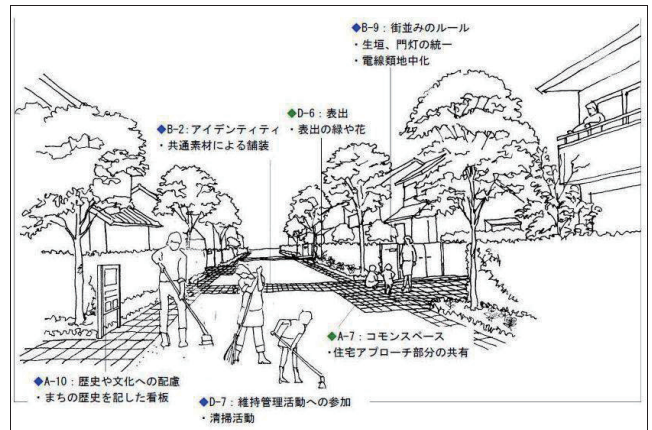 ◆B-9：街並みのルール
・生垣、門灯の統一
・電線類地中化
◆D-6：表出
・表出の緑や花
◆B-2：アイデンティティ
・共通素材による舗装
◆A-7：コモンスペース
・住宅アプローチ部分の共有
◆A-10：歴史や文化への配慮
・まちの歴史を記した看板
◆D-7：維持管理活動への参加
・清掃活動